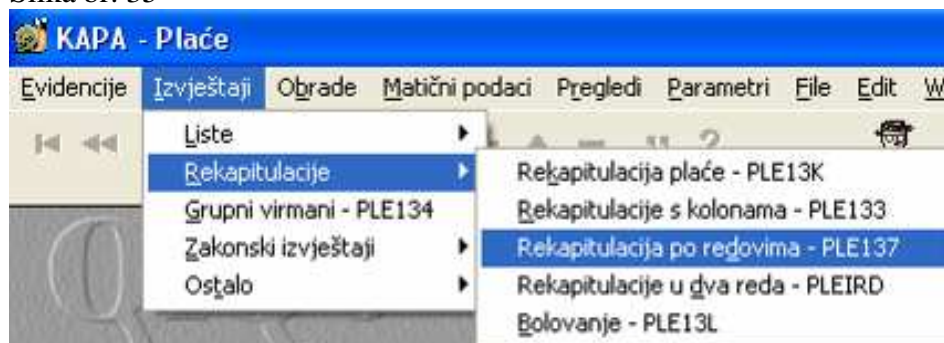 KAPA - Plaće
Evidencije Izvještaji Obrade Matični podaci Pregledi Parametri File Edit W
Liste
Rekapitulacije
Grupni virmani - PLE134
Zakonski izvještaji
Ostalo
Rekapitulacija plaće - PLE13K
Rekapitulacije s kolonama - PLE133
Rekapitulacija po redovima - PLE137
Rekapitulacije u dva reda - PLEIRD
Bolovanje - PLE13L